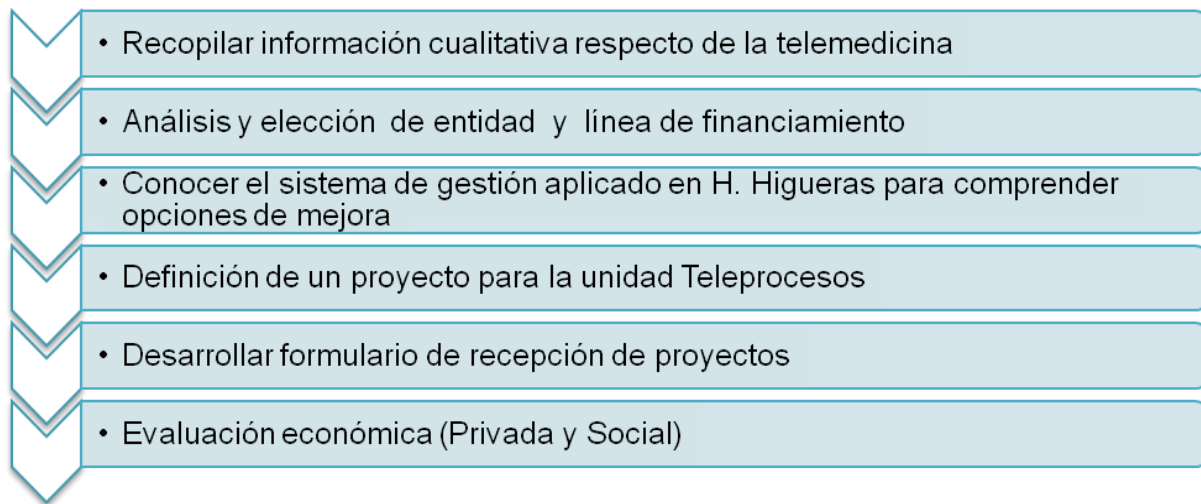 • Recopilar información cualitativa respecto de la telemedicina
• Análisis y elección de entidad y línea de financiamiento
• Conocer el sistema de gestión aplicado en H. Higueras para comprender
opciones de mejora
• Definición de un proyecto para la unidad Teleprocesos
• Desarrollar formulario de recepción de proyectos
• Evaluación económica (Privada y Social)